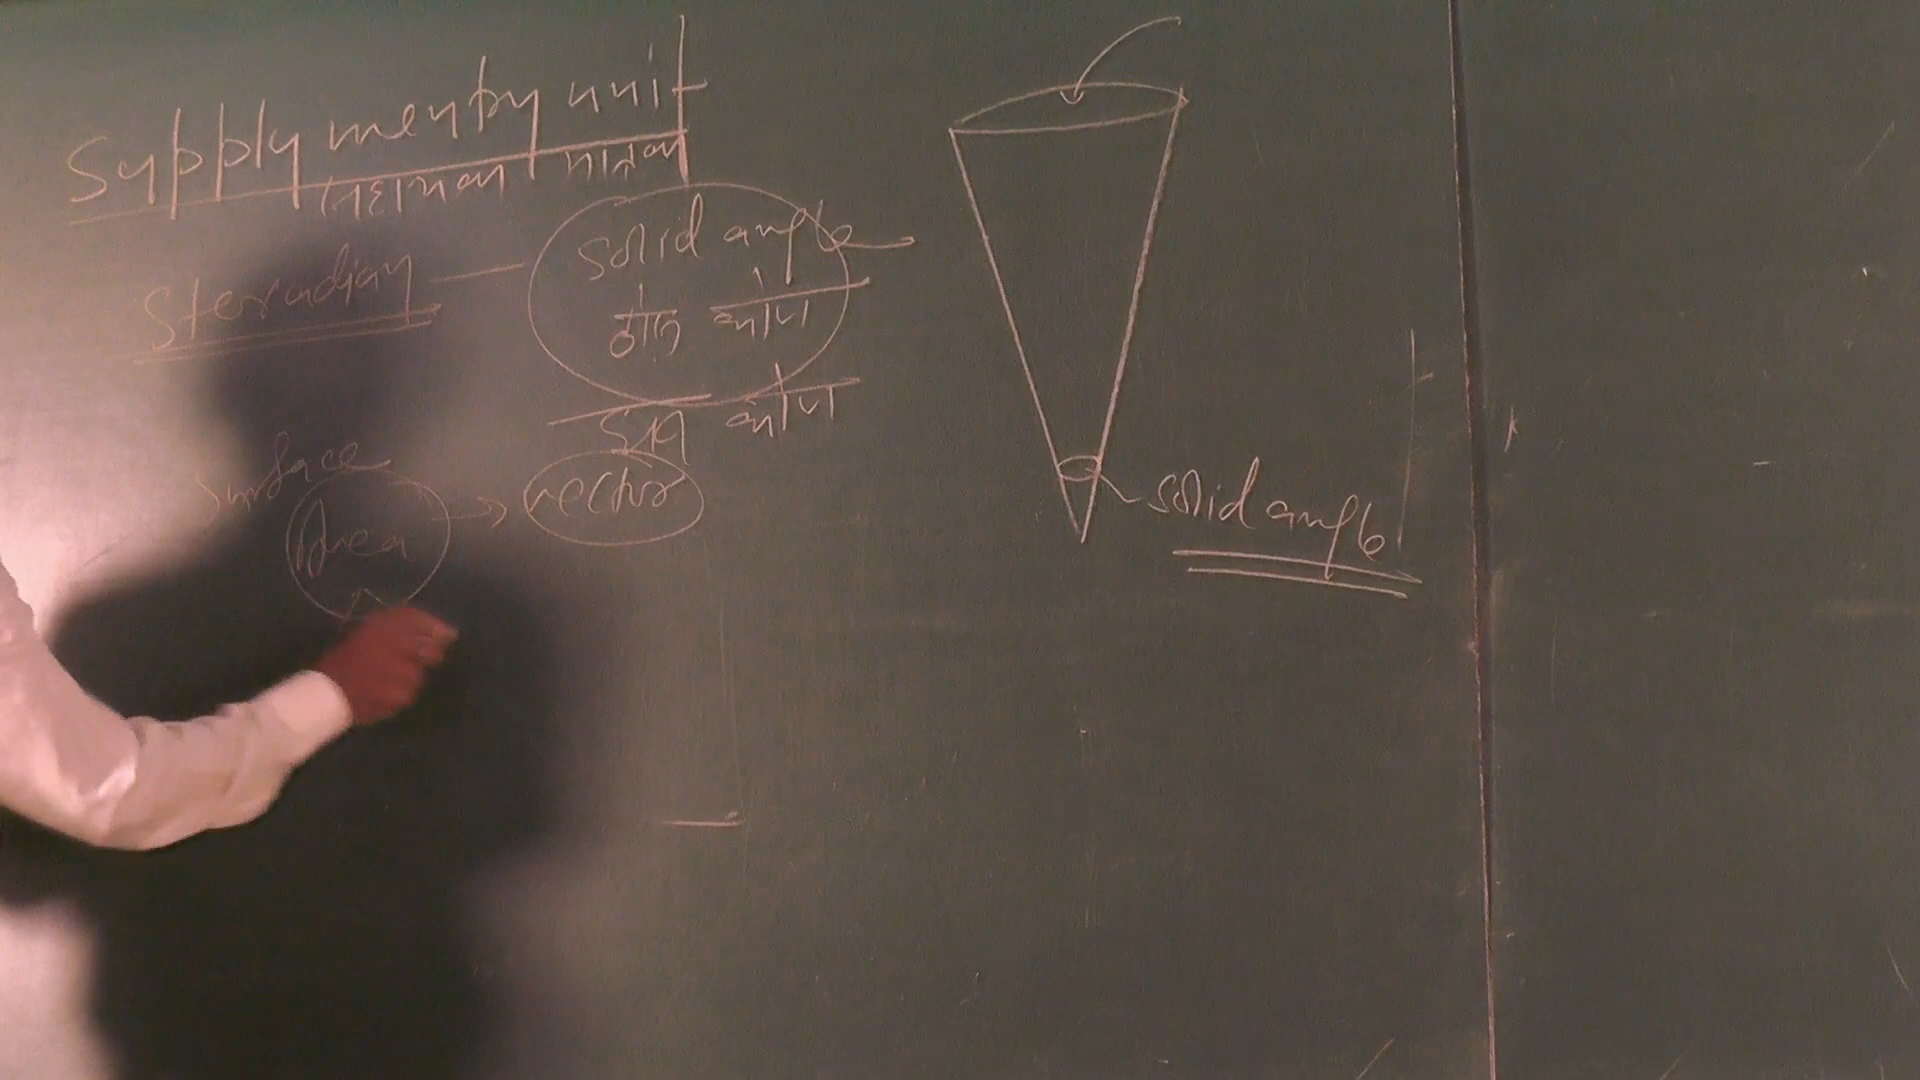 Supplymentry unit
सहायक मात्रक
Steradian — solid angle
ठोस कोण
घन कोण
Surface
Area → vector
solid angle